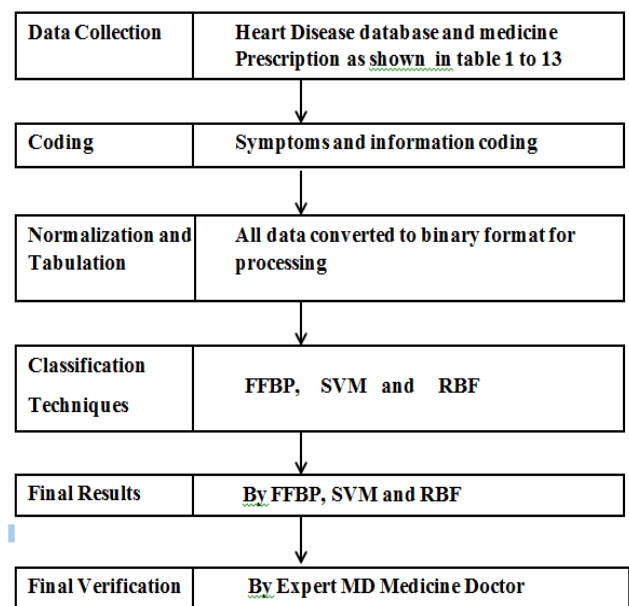 Data Collection
Heart Disease database and medicine
Prescription as shown in table 1 to 13
Coding
Symptoms and information coding
Normalization and
Tabulation
All data converted to binary format for
processing
Classification
Techniques
FFBP, SVM and RBF
Final Results
By FFBP, SVM and RBF
Final Verification
By Expert MD Medicine Doctor